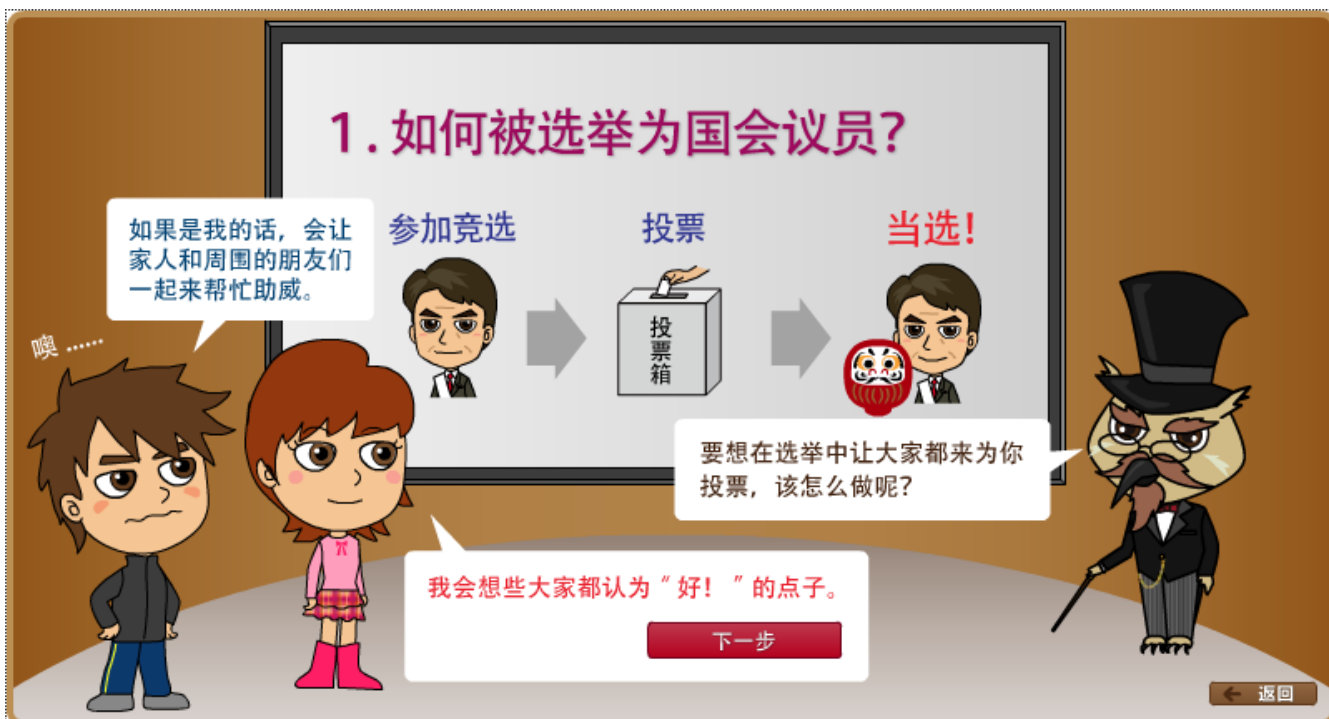 1.如何被选举为国会议员？
参加竞选
投票
当选！
投
票
箱
如果是我的话，会让
家人和周围的朋友们
一起来帮忙助威。
噢……
要想在选举中让大家都来为你
投票，该怎么做呢？
我会想些大家都认为“好！”的点子。
下一步
返回